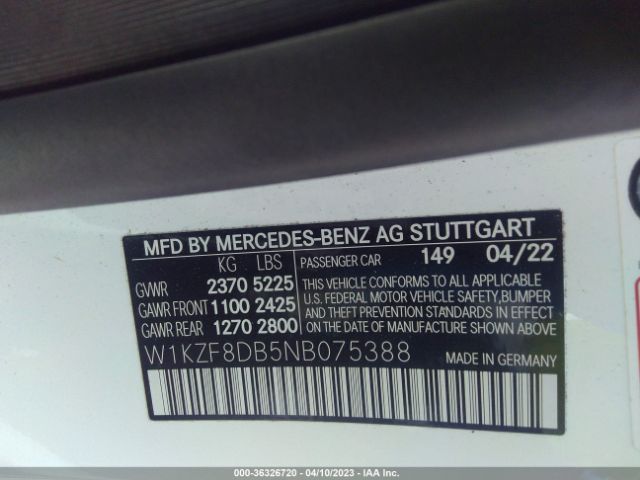 MFD BY MERCEDES-BENZ AG STUTTGART
KG LBS PASSENGER CAR 149 04/22
GVWR 2370 5225
GAWR FRONT 1100 2425
GAWR REAR 1270 2800
THIS VEHICLE CONFORMS TO ALL APPLICABLE
U.S. FEDERAL MOTOR VEHICLE SAFETY,BUMPER
AND THEFT PREVENTION STANDARDS IN EFFECT
ON THE DATE OF MANUFACTURE SHOWN ABOVE
W1KZF8DB5NB075388 MADE IN GERMANY
000-36326720 - 04/10/2023 - IAA Inc.